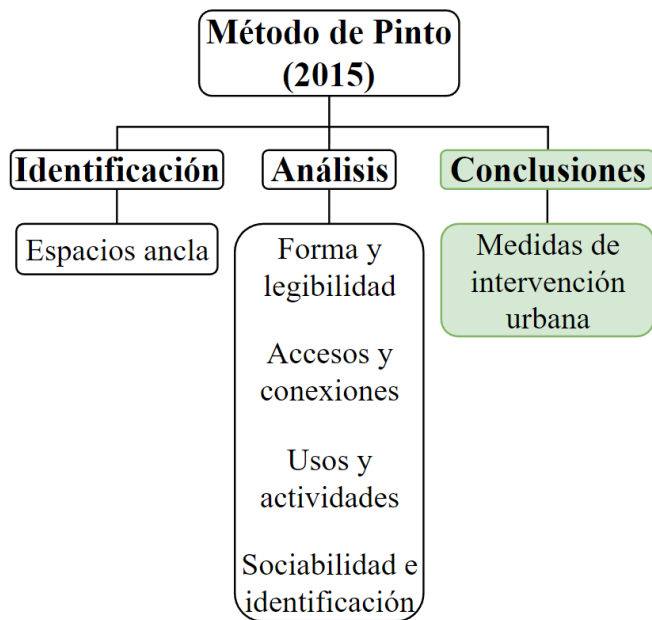 Método de Pinto
(2015)
Identificación
Espacios ancla
Análisis
Forma y
legibilidad
Accesos y
conexiones
Usos y
actividades
Sociabilidad e
identificación
Conclusiones
Medidas de
intervención
urbana